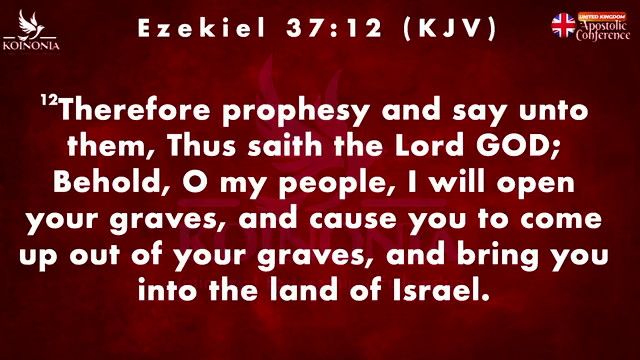 Ezekiel 37:12 (KJV)
KOINONIA
UNITED KINGDOM
Apostolic
Conference
12Therefore prophesy and say unto
them, Thus saith the Lord GOD;
Behold, O my people, I will open
your graves, and cause you to come
up out of your graves, and bring you
into the land of Israel.
KOINONIA